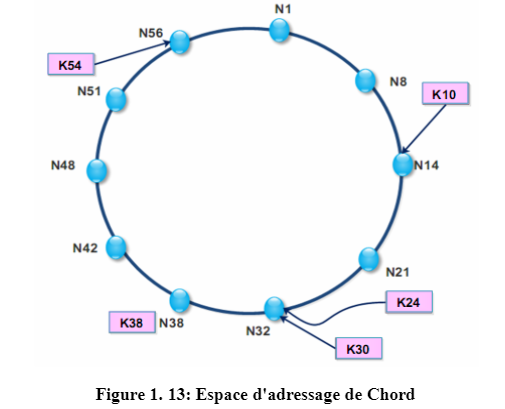 N1
N56
K54
N8
K10
N51
N48
N14
N42
N21
K24
K38 N38
N32
K30
Figure 1. 13: Espace d'adressage de Chord